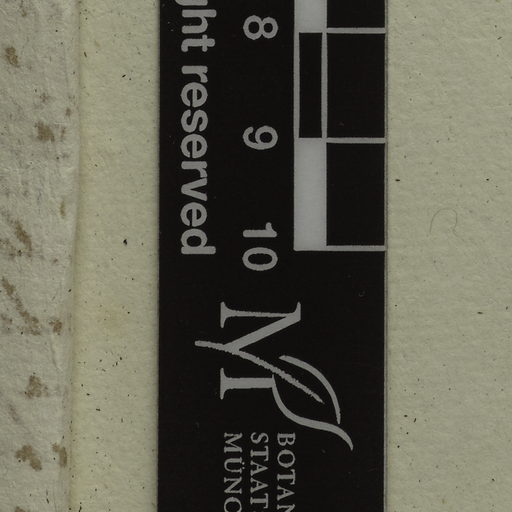 ght reserved
8
9
10
M
BOTAN
STAAT
MÜNC